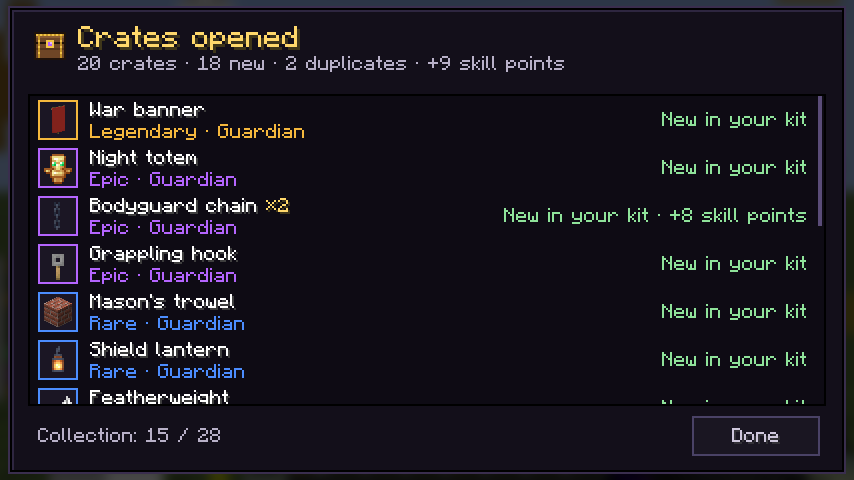 Crates opened
20 crates · 18 new · 2 duplicates · +9 skill points
War banner
Legendary · Guardian
New in your kit
Night totem
Epic · Guardian
New in your kit
Bodyguard chain ×2
Epic · Guardian
New in your kit · +8 skill points
Grappling hook
Epic · Guardian
New in your kit
Mason's trowel
Rare · Guardian
New in your kit
Shield lantern
Rare · Guardian
New in your kit
Featherweight
Collection: 15 / 28
Done